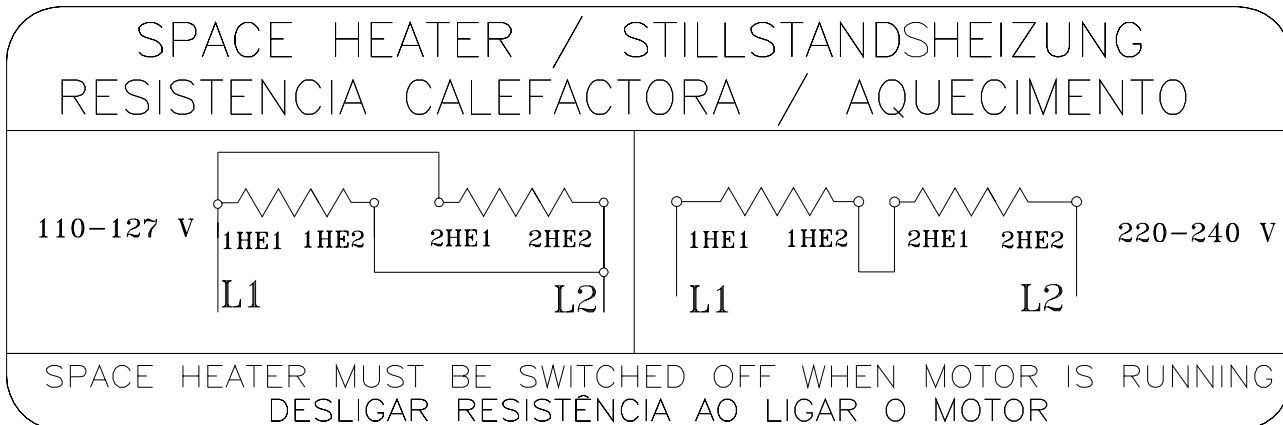 SPACE HEATER / STILLSTANDSHEIZUNG
RESISTENCIA CALEFACTORA / AQUECIMENTO
110-127 V
1HE1 1HE2 2HE1 2HE2
L1 L2
1HE1 1HE2 2HE1 2HE2
220-240 V
L1 L2
SPACE HEATER MUST BE SWITCHED OFF WHEN MOTOR IS RUNNING
DESLIGAR RESISTÊNCIA AO LIGAR O MOTOR